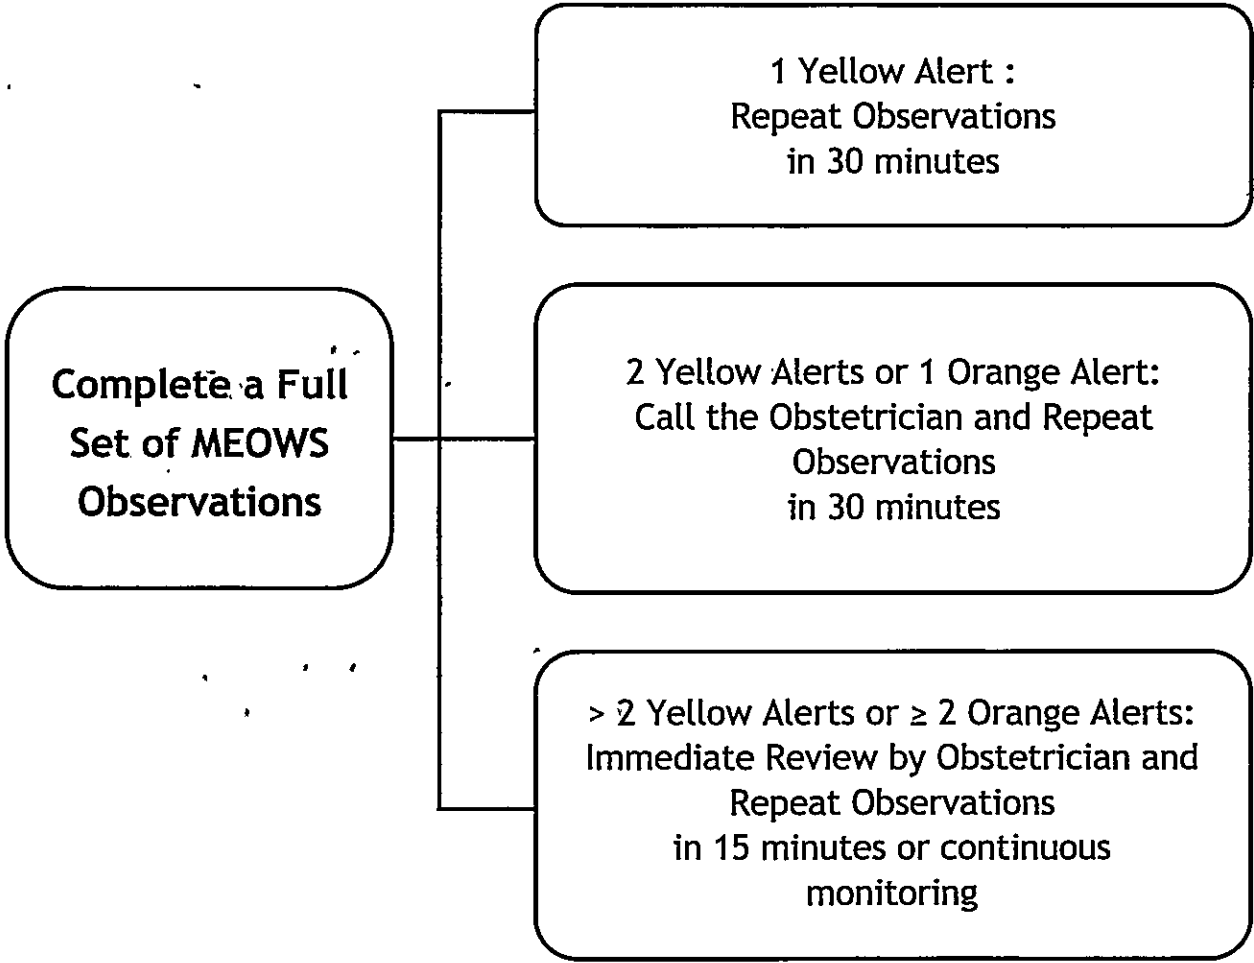 Complete a Full
Set of MEOWS
Observations
1 Yellow Alert :
Repeat Observations
in 30 minutes
2 Yellow Alerts or 1 Orange Alert:
Call the Obstetrician and Repeat
Observations
in 30 minutes
> 2 Yellow Alerts or ≥ 2 Orange Alerts:
Immediate Review by Obstetrician and
Repeat Observations
in 15 minutes or continuous
monitoring